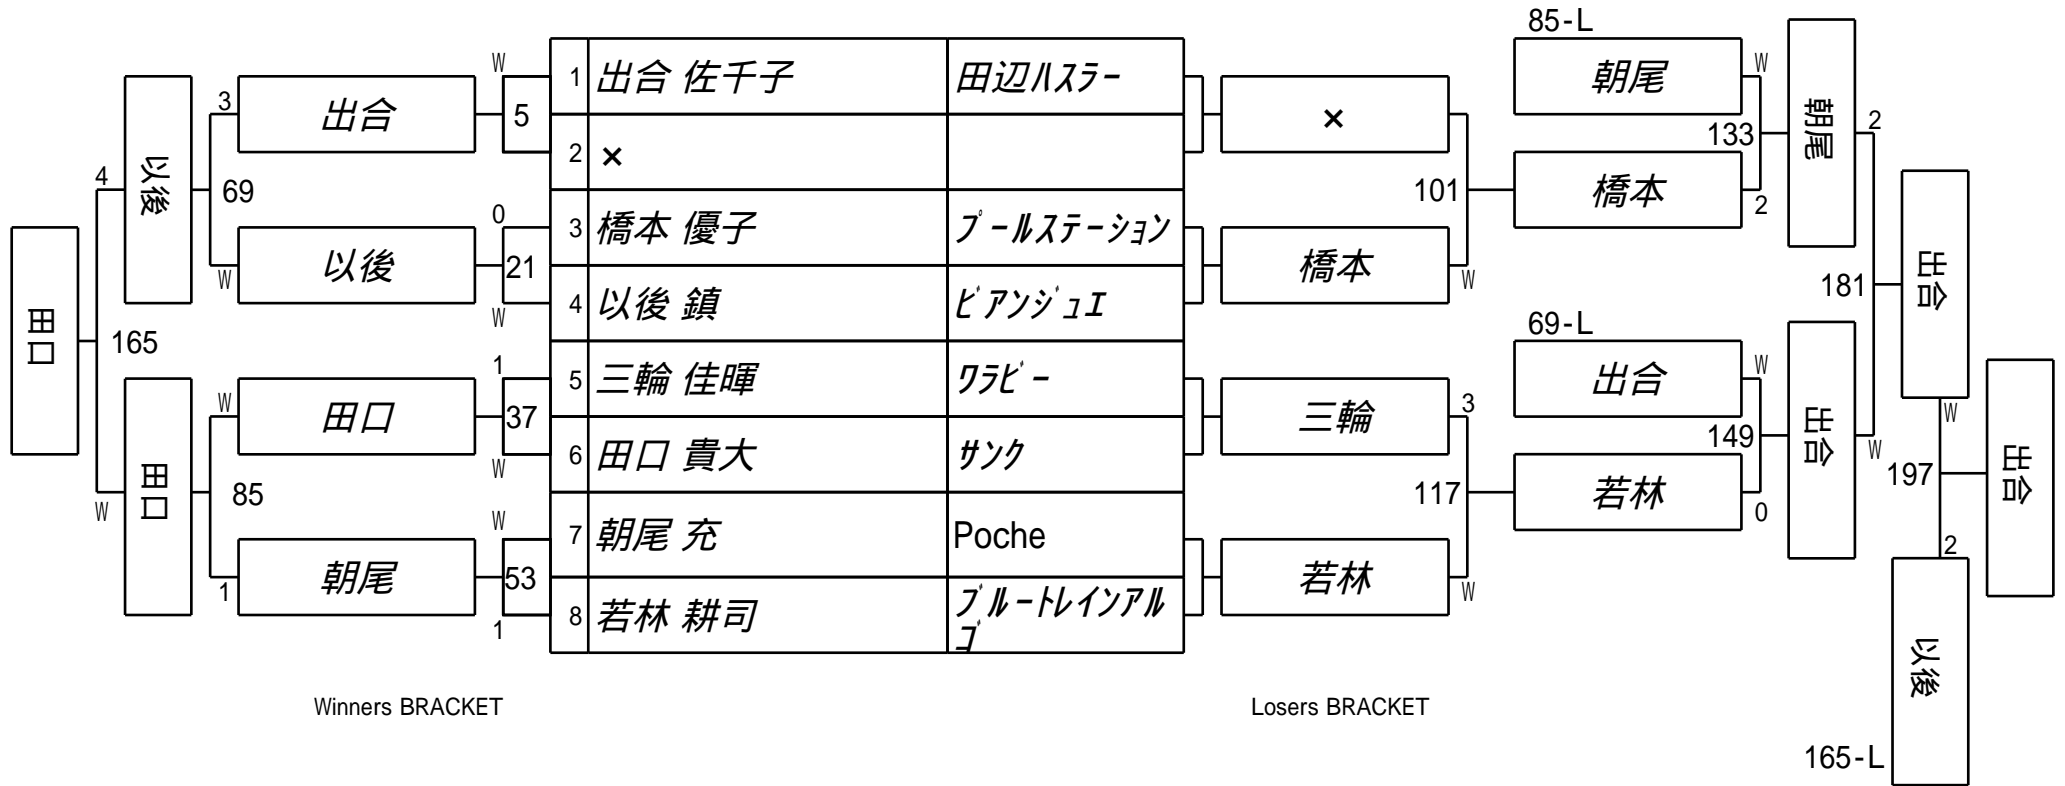 85-L
W
1 出合 佐千子 田辺ハスラー
3 出合 5 × 朝尾 W
2 ×
以後 133 朝尾 2
4 69 101 橋本 2
0
3 橋本 優子 プールステーション
W 以後 21 橋本 W
4 以後 鎮 ビアンジュエ
W
181 出合
田口 165
69-L
1
5 三輪 佳暉 ワラビー
W 田口 37 三輪 3 出合 W
6 田口 貴大 サンク
W
149 出合 W
W
田口 85 117 若林 0
197 出合
W
7 朝尾 充 Poche
1 朝尾 53 若林 W
8 若林 耕司 ブルートレインアルゴ
1
2
以後
Winners BRACKET Losers BRACKET
165-L